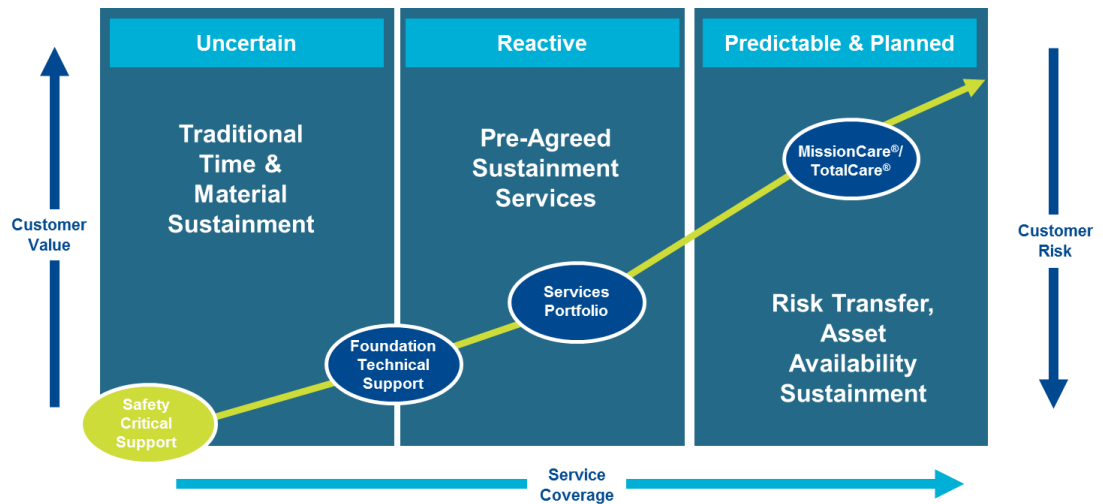 Uncertain
Reactive
Predictable & Planned
Traditional
Time &
Material
Sustainment
Pre-Agreed
Sustainment
Services
MissionCare®/
TotalCare®
Customer
Value
Customer
Risk
Services
Portfolio
Risk Transfer,
Asset
Availability
Sustainment
Foundation
Technical
Support
Safety
Critical
Support
Service
Coverage